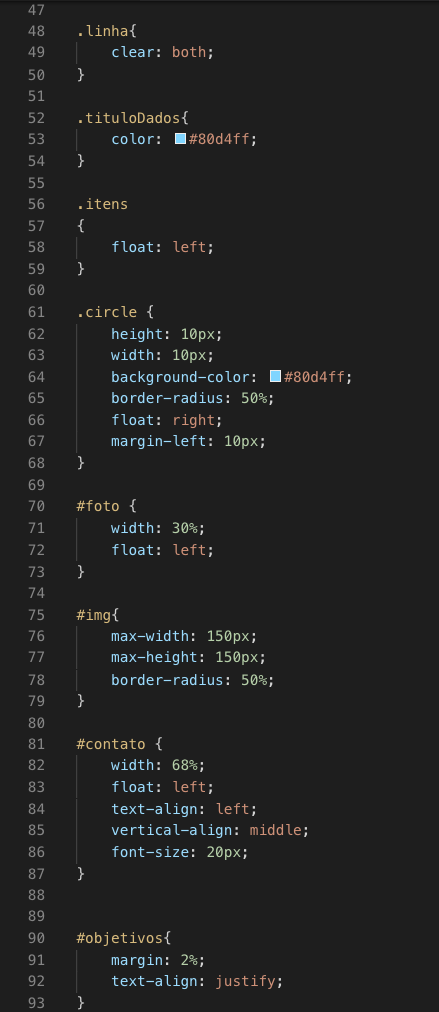 47
48 .linha{
49 clear: both;
50 }
51
52 .tituloDados{
53 color: #80d4ff;
54 }
55
56 .itens
57 {
58 float: left;
59 }
60
61 .circle {
62 height: 10px;
63 width: 10px;
64 background-color: #80d4ff;
65 border-radius: 50%;
66 float: right;
67 margin-left: 10px;
68 }
69
70 #foto {
71 width: 30%;
72 float: left;
73 }
74
75 #img{
76 max-width: 150px;
77 max-height: 150px;
78 border-radius: 50%;
79 }
80
81 #contato {
82 width: 68%;
83 float: left;
84 text-align: left;
85 vertical-align: middle;
86 font-size: 20px;
87 }
88
89
90 #objetivos{
91 margin: 2%;
92 text-align: justify;
93 }